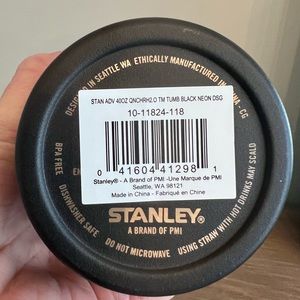 DESIGNED IN SEATTLE WA ETHICALLY MANUFACTURED IN
STAN ADV 40OZ QNCHRH2.O TM TUMB BLACK NEON DSG
10-11824-118
0 41604 41298 1
Stanley® - A Brand of PMI -Une Marque de PMI
Seattle, WA 98121
Made in China - Fabriqué en Chine
STANLEY®
A BRAND OF PMI
BPA FREE
DISHWASHER SAFE
DO NOT MICROWAVE
USING STRAW WITH HOT DRINKS MAY SCALD